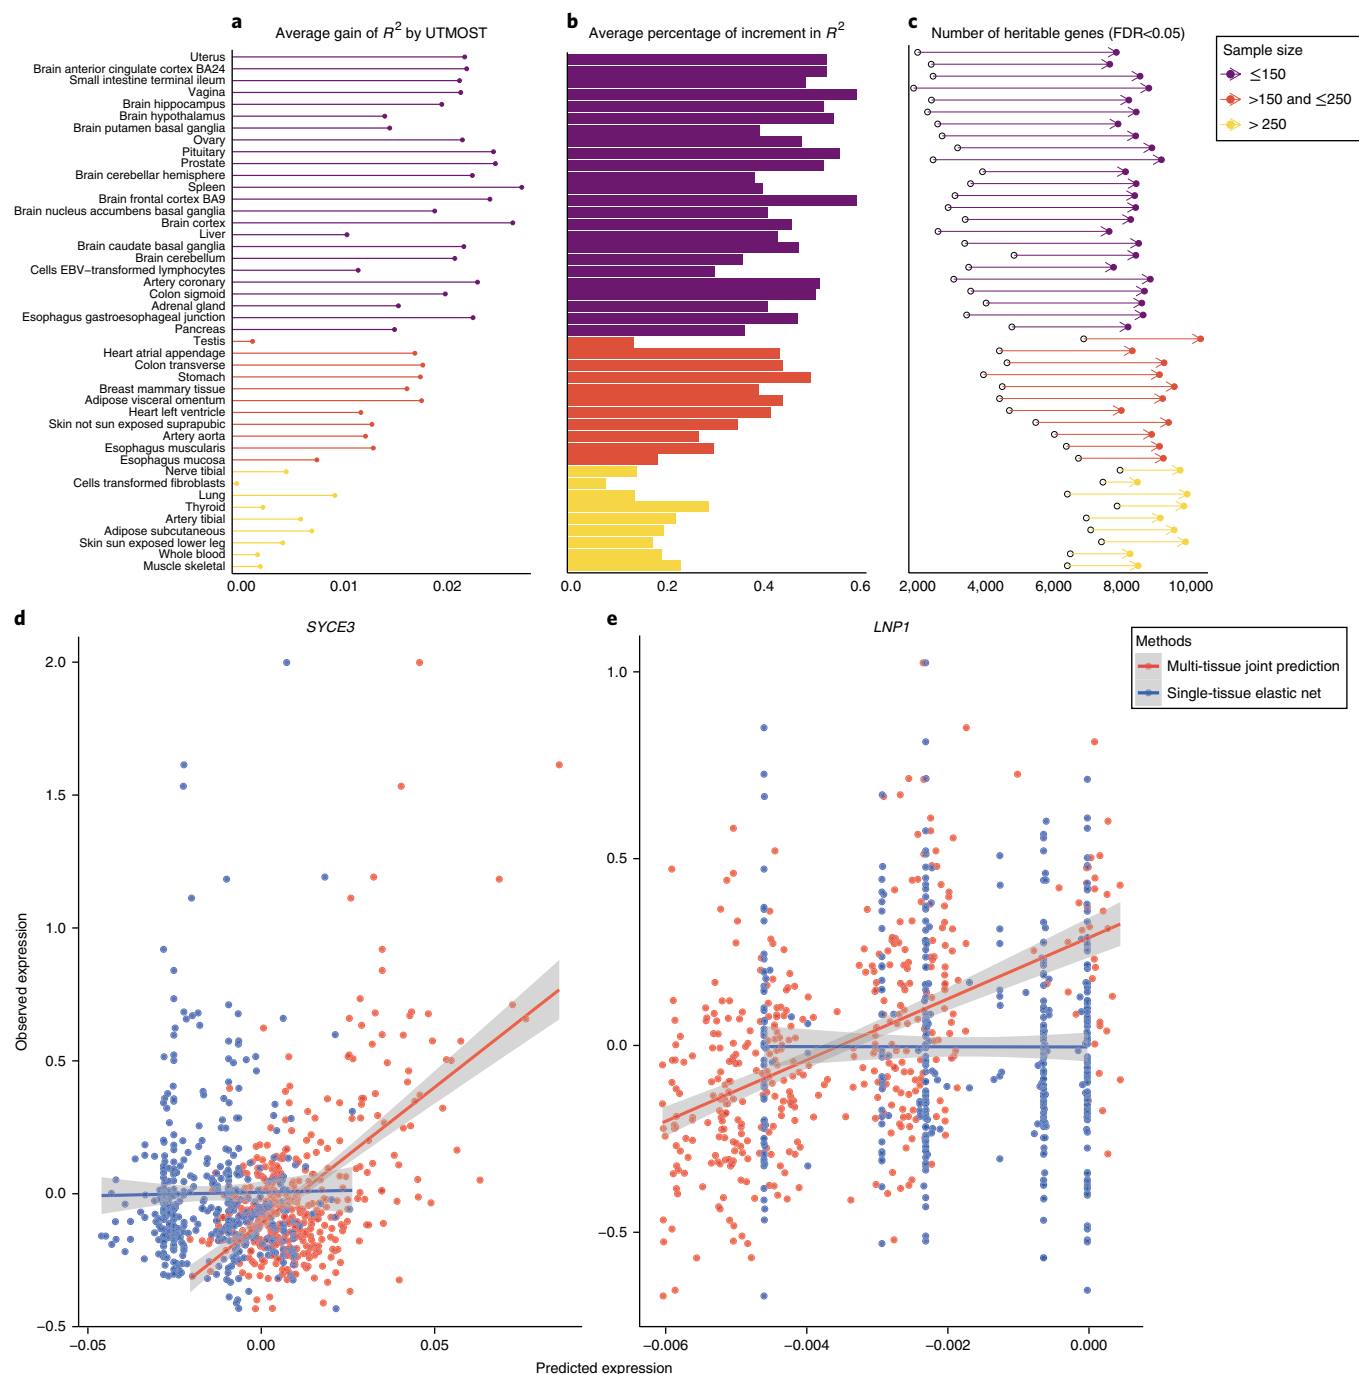 a
Average gain of R² by UTMOST
b
Average percentage of increment in R²
c
Number of heritable genes (FDR<0.05)
Sample size
≤150
>150 and ≤250
> 250
Uterus
Brain anterior cingulate cortex BA24
Small intestine terminal ileum
Vagina
Brain hippocampus
Brain hypothalamus
Brain putamen basal ganglia
Ovary
Pituitary
Prostate
Brain cerebellar hemisphere
Spleen
Brain frontal cortex BA9
Brain nucleus accumbens basal ganglia
Brain cortex
Liver
Brain caudate basal ganglia
Brain cerebellum
Cells EBV−transformed lymphocytes
Artery coronary
Colon sigmoid
Adrenal gland
Esophagus gastroesophageal junction
Pancreas
Testis
Heart atrial appendage
Colon transverse
Stomach
Breast mammary tissue
Adipose visceral omentum
Heart left ventricle
Skin not sun exposed suprapubic
Artery aorta
Esophagus muscularis
Esophagus mucosa
Nerve tibial
Cells transformed fibroblasts
Lung
Thyroid
Artery tibial
Adipose subcutaneous
Skin sun exposed lower leg
Whole blood
Muscle skeletal
0.00 0.01 0.02
0.0 0.2 0.4 0.6
2,000 4,000 6,000 8,000 10,000
d
SYCE3
2.0
1.5
1.0
0.5
0.0
−0.5
−0.05 0.00 0.05
Observed expression
e
LNP1
1.0
0.5
0.0
−0.5
−0.006 −0.004 −0.002 0.000
Methods
Multi-tissue joint prediction
Single-tissue elastic net
Predicted expression